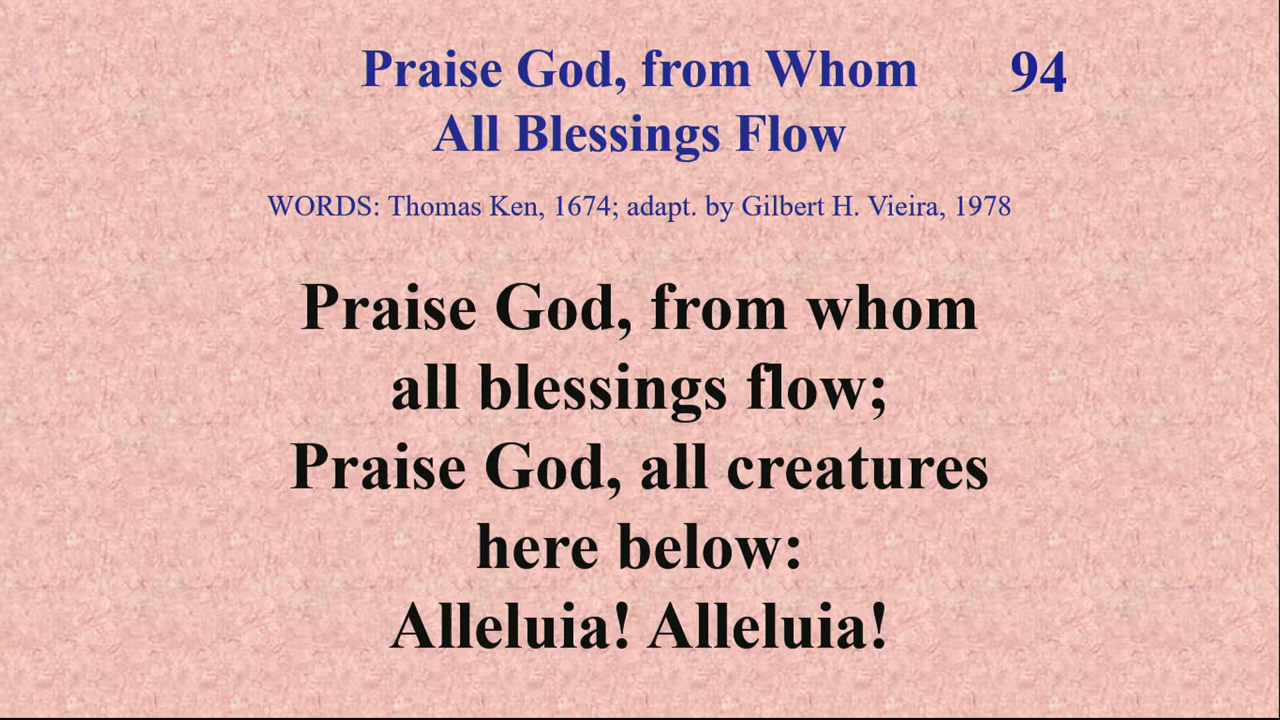 Praise God, from Whom 94
All Blessings Flow
WORDS: Thomas Ken, 1674; adapt. by Gilbert H. Vieira, 1978
Praise God, from whom
all blessings flow;
Praise God, all creatures
here below:
Alleluia! Alleluia!